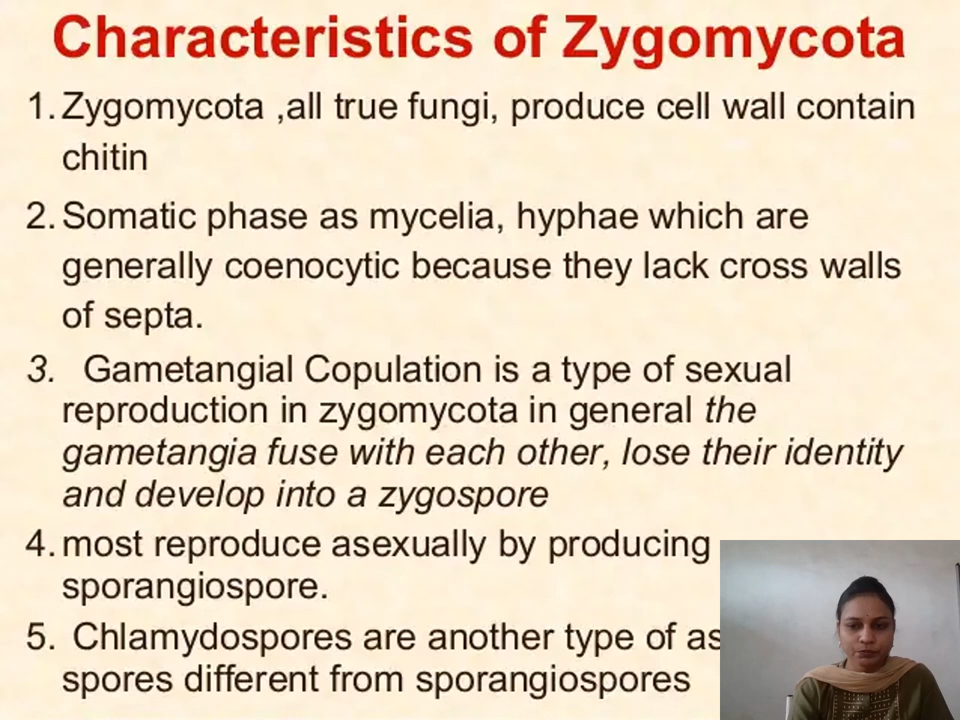 Characteristics of Zygomycota
1. Zygomycota ,all true fungi, produce cell wall contain
chitin
2. Somatic phase as mycelia, hyphae which are
generally coenocytic because they lack cross walls
of septa.
3. Gametangial Copulation is a type of sexual
reproduction in zygomycota in general the
gametangia fuse with each other, lose their identity
and develop into a zygospore
4. most reproduce asexually by producing
sporangiospore.
5. Chlamydospores are another type of
spores different from sporangiospores